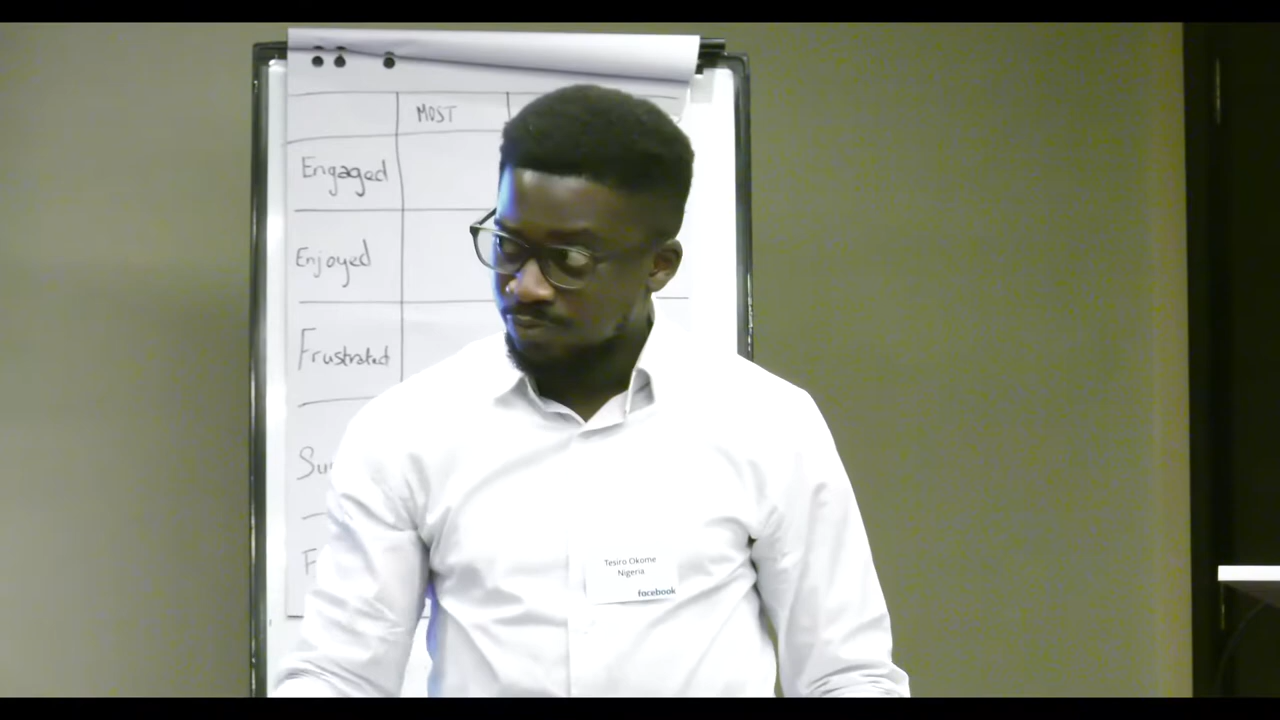 MOST
Engaged
Enjoyed
Frustrated
Tesiro Okome
Nigeria
facebook